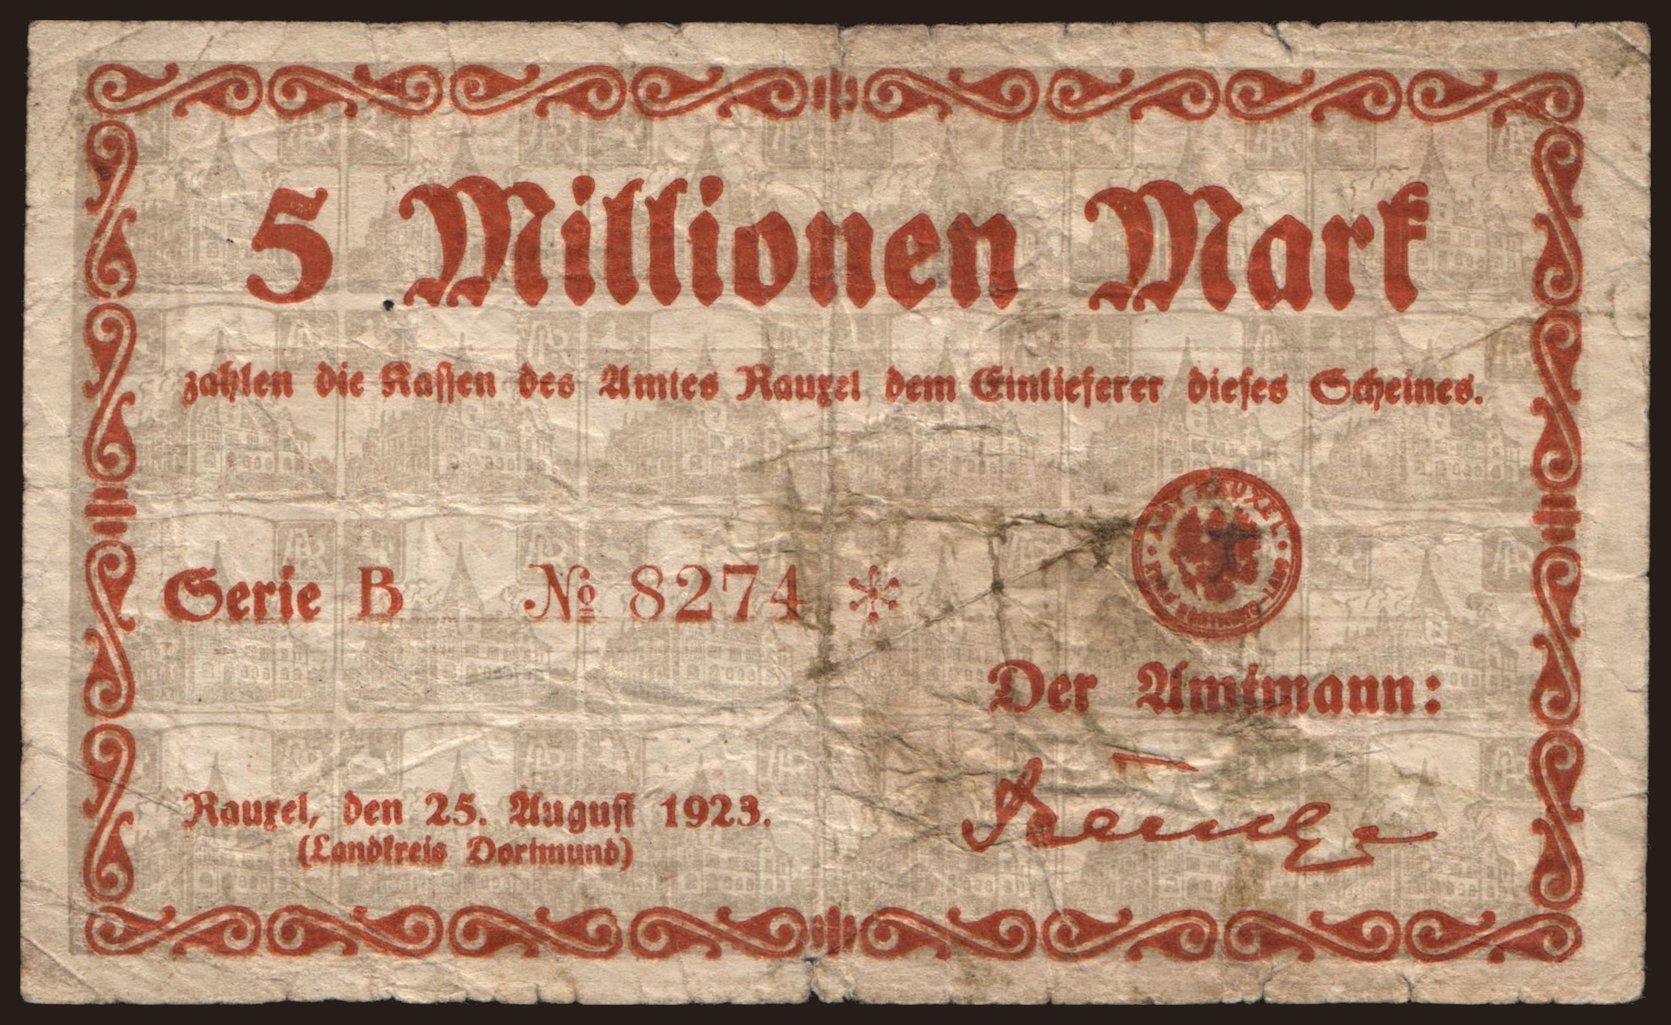 5 Millionen Mark
zahlen die Kassen des Amtes Rauxel dem Einlieferer dieses Scheines.
Serie B № 8274 *
Der Amtmann:
Rauxel, den 25. August 1923.
(Landkreis Dortmund)